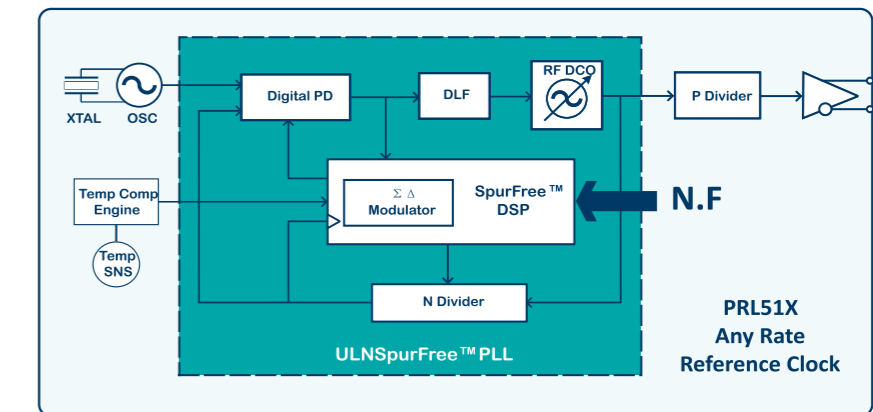 RF DCO
Digital PD
DLF
P Divider
XTAL
OSC
Temp Comp
Engine
Σ Δ
Modulator
SpurFree™
DSP
N.F
Temp
SNS
N Divider
ULNSpurFree™PLL
PRL51X
Any Rate
Reference Clock